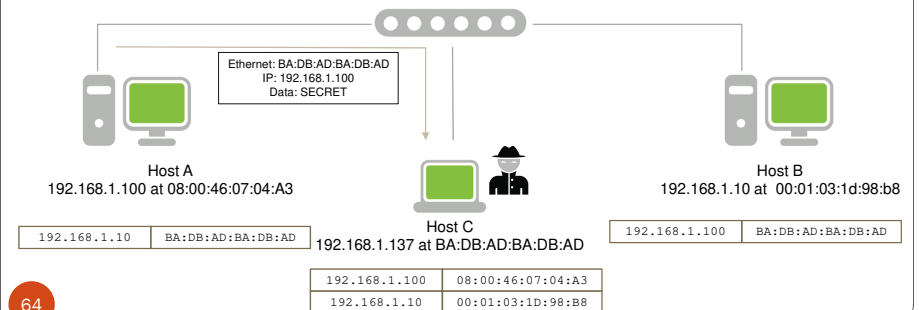 Ethernet: BA:DB:AD:BA:DB:AD
IP: 192.168.1.100
Data: SECRET
Host A
192.168.1.100 at 08:00:46:07:04:A3
Host B
192.168.1.10 at 00:01:03:1d:98:b8
Host C
192.168.1.137 at BA:DB:AD:BA:DB:AD
192.168.1.10 BA:DB:AD:BA:DB:AD
192.168.1.100 BA:DB:AD:BA:DB:AD
192.168.1.100 08:00:46:07:04:A3
192.168.1.10 00:01:03:1D:98:B8
64